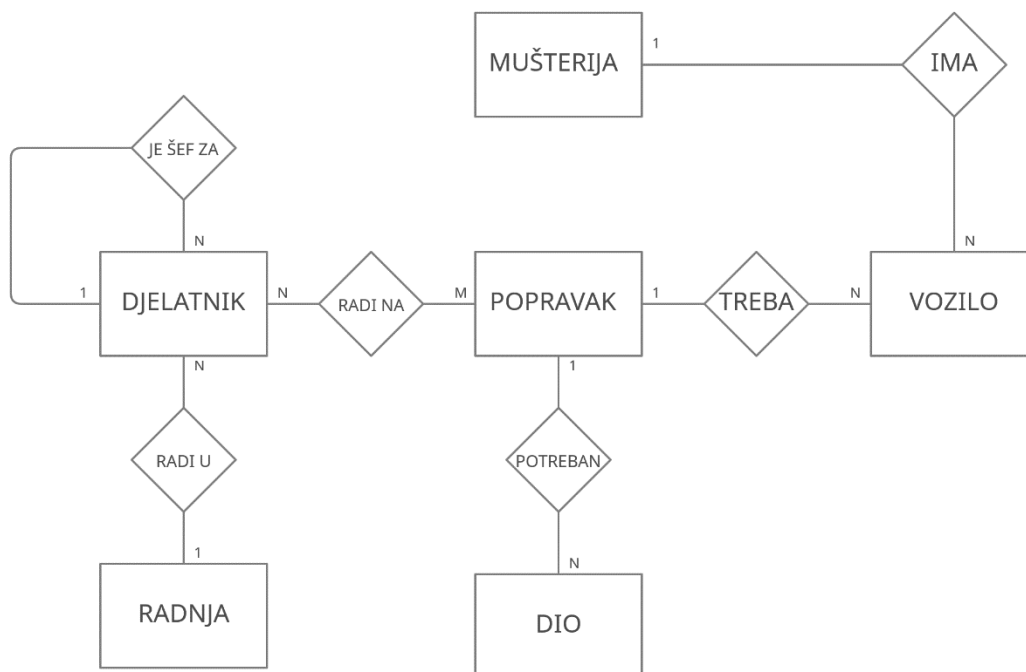 MUŠTERIJA
1
IMA
N
JE ŠEF ZA
N
1
DJELATNIK
N
RADI NA
M
POPRAVAK
1
TREBA
N
VOZILO
N
1
RADI U
POTREBAN
1
N
RADNJA
DIO